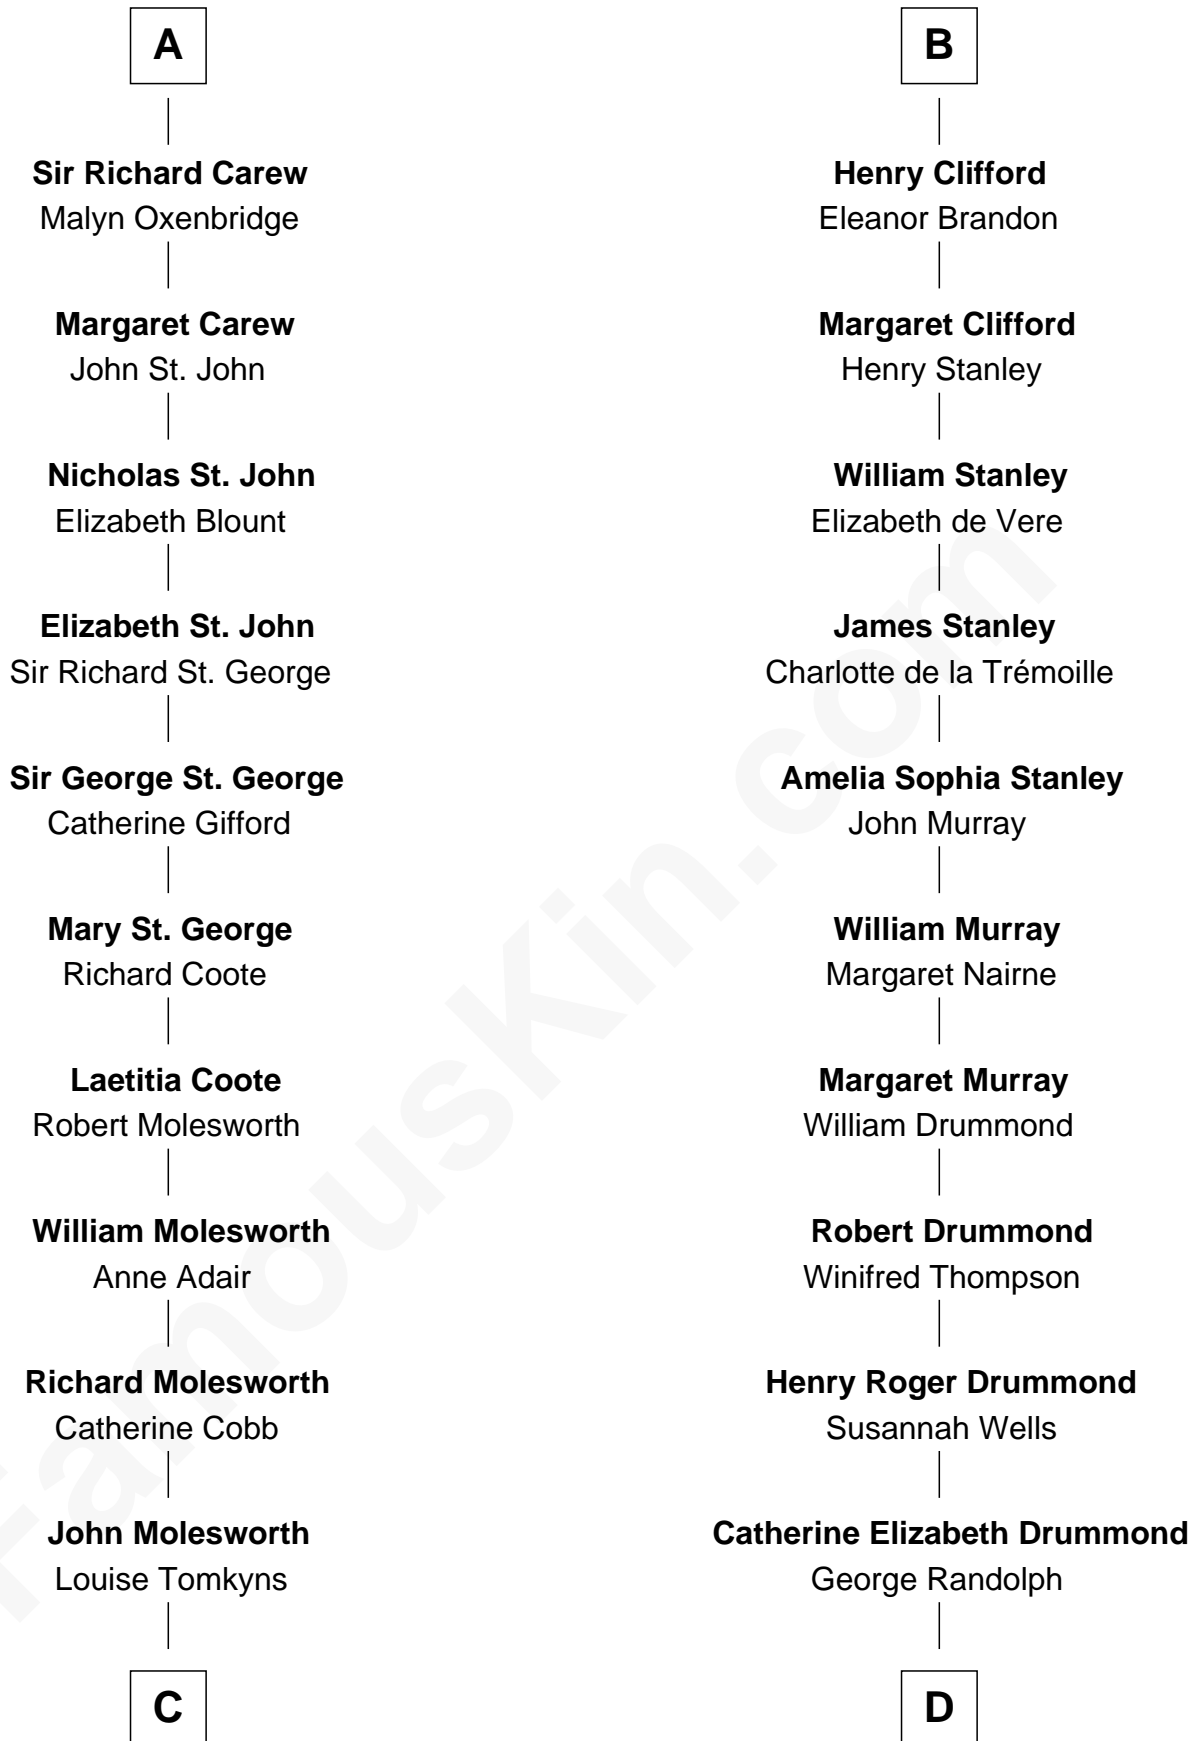 A
Sir Richard Carew
Malyn Oxenbridge
Margaret Carew
John St. John
Nicholas St. John
Elizabeth Blount
Elizabeth St. John
Sir Richard St. George
Sir George St. George
Catherine Gifford
Mary St. George
Richard Coote
Laetitia Coote
Robert Molesworth
William Molesworth
Anne Adair
Richard Molesworth
Catherine Cobb
John Molesworth
Louise Tomkyns
C
B
Henry Clifford
Eleanor Brandon
Margaret Clifford
Henry Stanley
William Stanley
Elizabeth de Vere
James Stanley
Charlotte de la Trémoille
Amelia Sophia Stanley
John Murray
William Murray
Margaret Nairne
Margaret Murray
William Drummond
Robert Drummond
Winifred Thompson
Henry Roger Drummond
Susannah Wells
Catherine Elizabeth Drummond
George Randolph
D
FamousKin.com